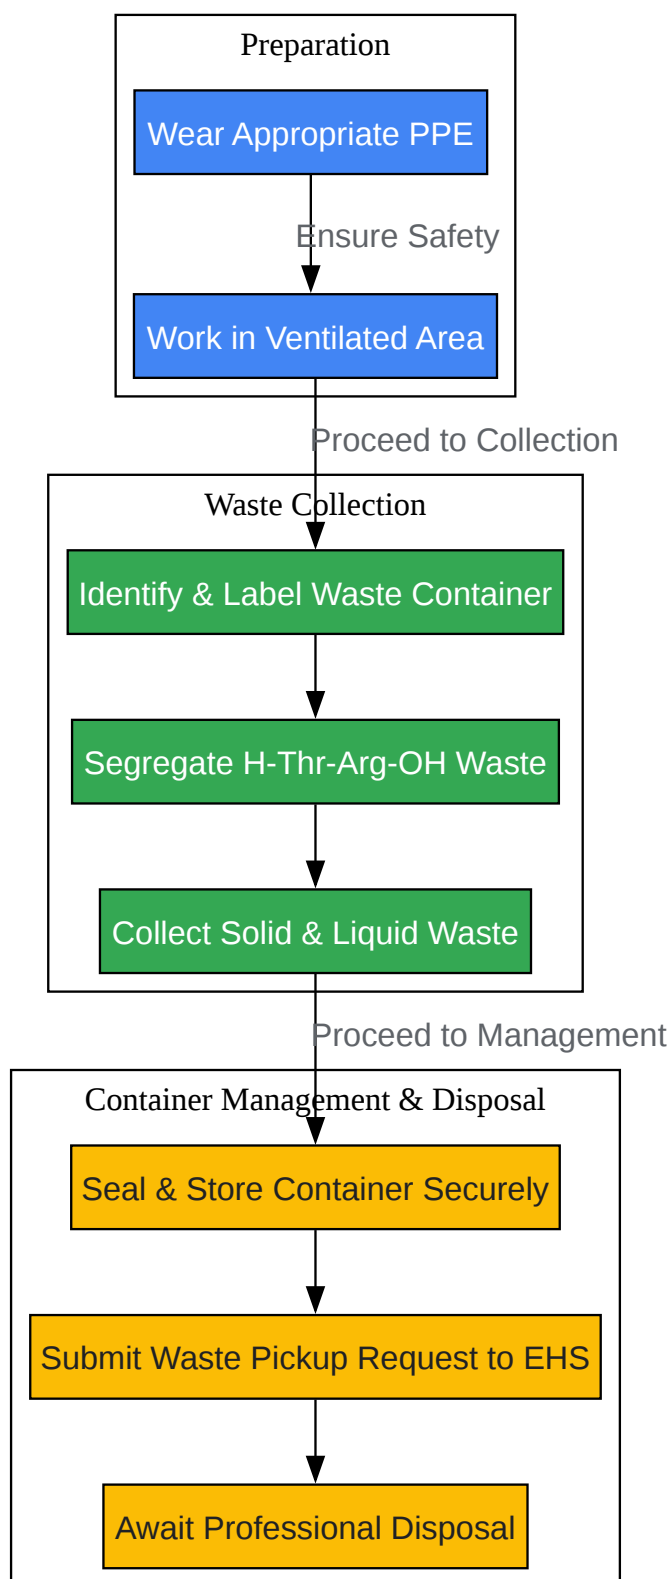 Preparation
Wear Appropriate PPE
Ensure Safety
Work in Ventilated Area
Proceed to Collection
Waste Collection
Identify & Label Waste Container
Segregate H-Thr-Arg-OH Waste
Collect Solid & Liquid Waste
Proceed to Management
Container Management & Disposal
Seal & Store Container Securely
Submit Waste Pickup Request to EHS
Await Professional Disposal